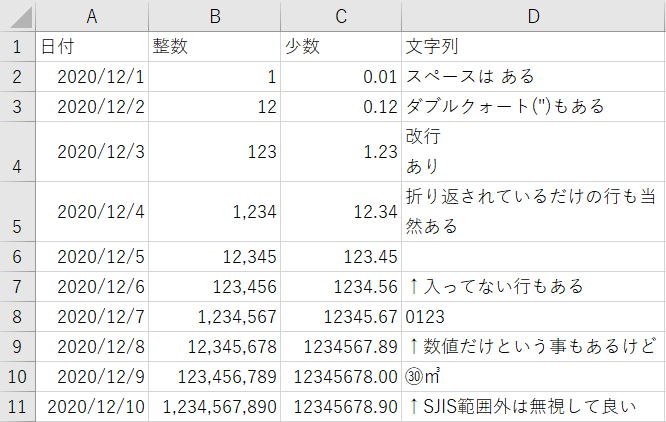 A B C D
1 日付 整数 少数 文字列
2 2020/12/1 1 0.01 スペースは ある
3 2020/12/2 12 0.12 ダブルクォート(")もある
4 2020/12/3 123 1.23 改行
あり
5 2020/12/4 1,234 12.34 折り返されているだけの行も当
然ある
6 2020/12/5 12,345 123.45
7 2020/12/6 123,456 1234.56 ↑入ってない行もある
8 2020/12/7 1,234,567 12345.67 0123
9 2020/12/8 12,345,678 1234567.89 ↑数値だけという事もあるけど
10 2020/12/9 123,456,789 12345678.00 ㉚㎥
11 2020/12/10 1,234,567,890 12345678.90 ↑SJIS範囲外は無視して良い